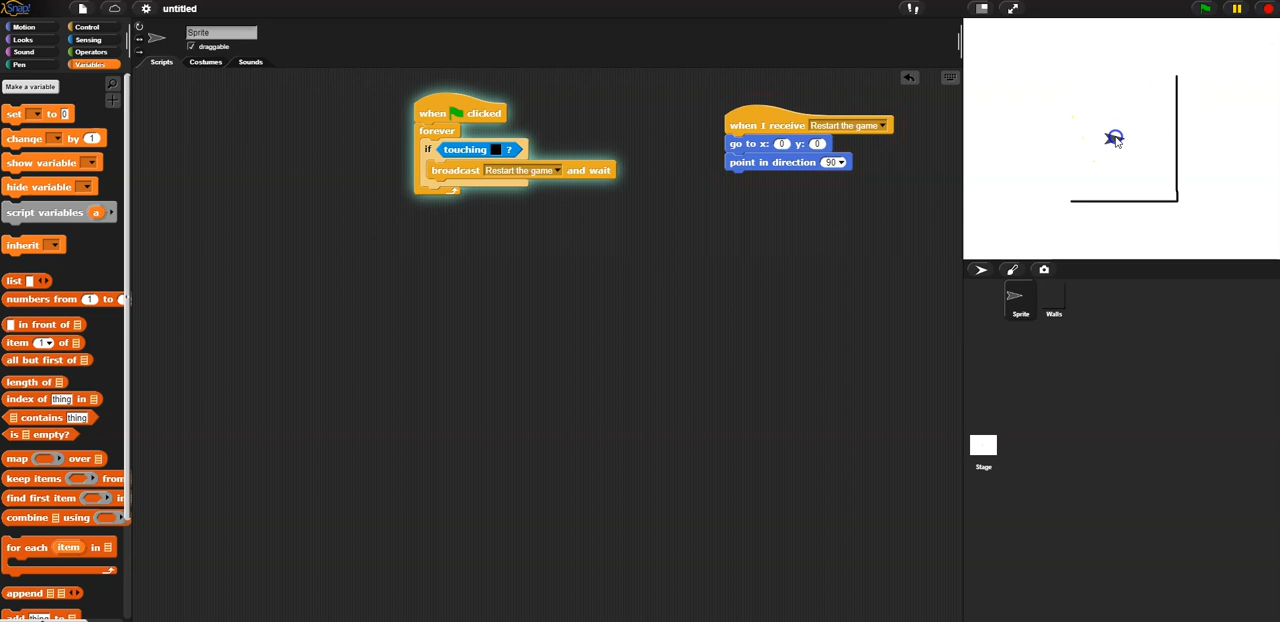 Snap!
untitled
Motion
Control
Looks
Sensing
Sound
Operators
Pen
Variables
Sprite
draggable
Scripts
Costumes
Sounds
Make a variable
set to 0
change by 1
show variable
hide variable
script variables a
inherit
list
numbers from 1 to
in front of
item 1 of
all but first of
length of
index of thing in
contains thing
is empty?
map over
keep items from
find first item in
combine using
for each item in
append
add thing to
when clicked
forever
if touching ?
broadcast Restart the game and wait
when I receive Restart the game
go to x: 0 y: 0
point in direction 90
Sprite
Walls
Stage